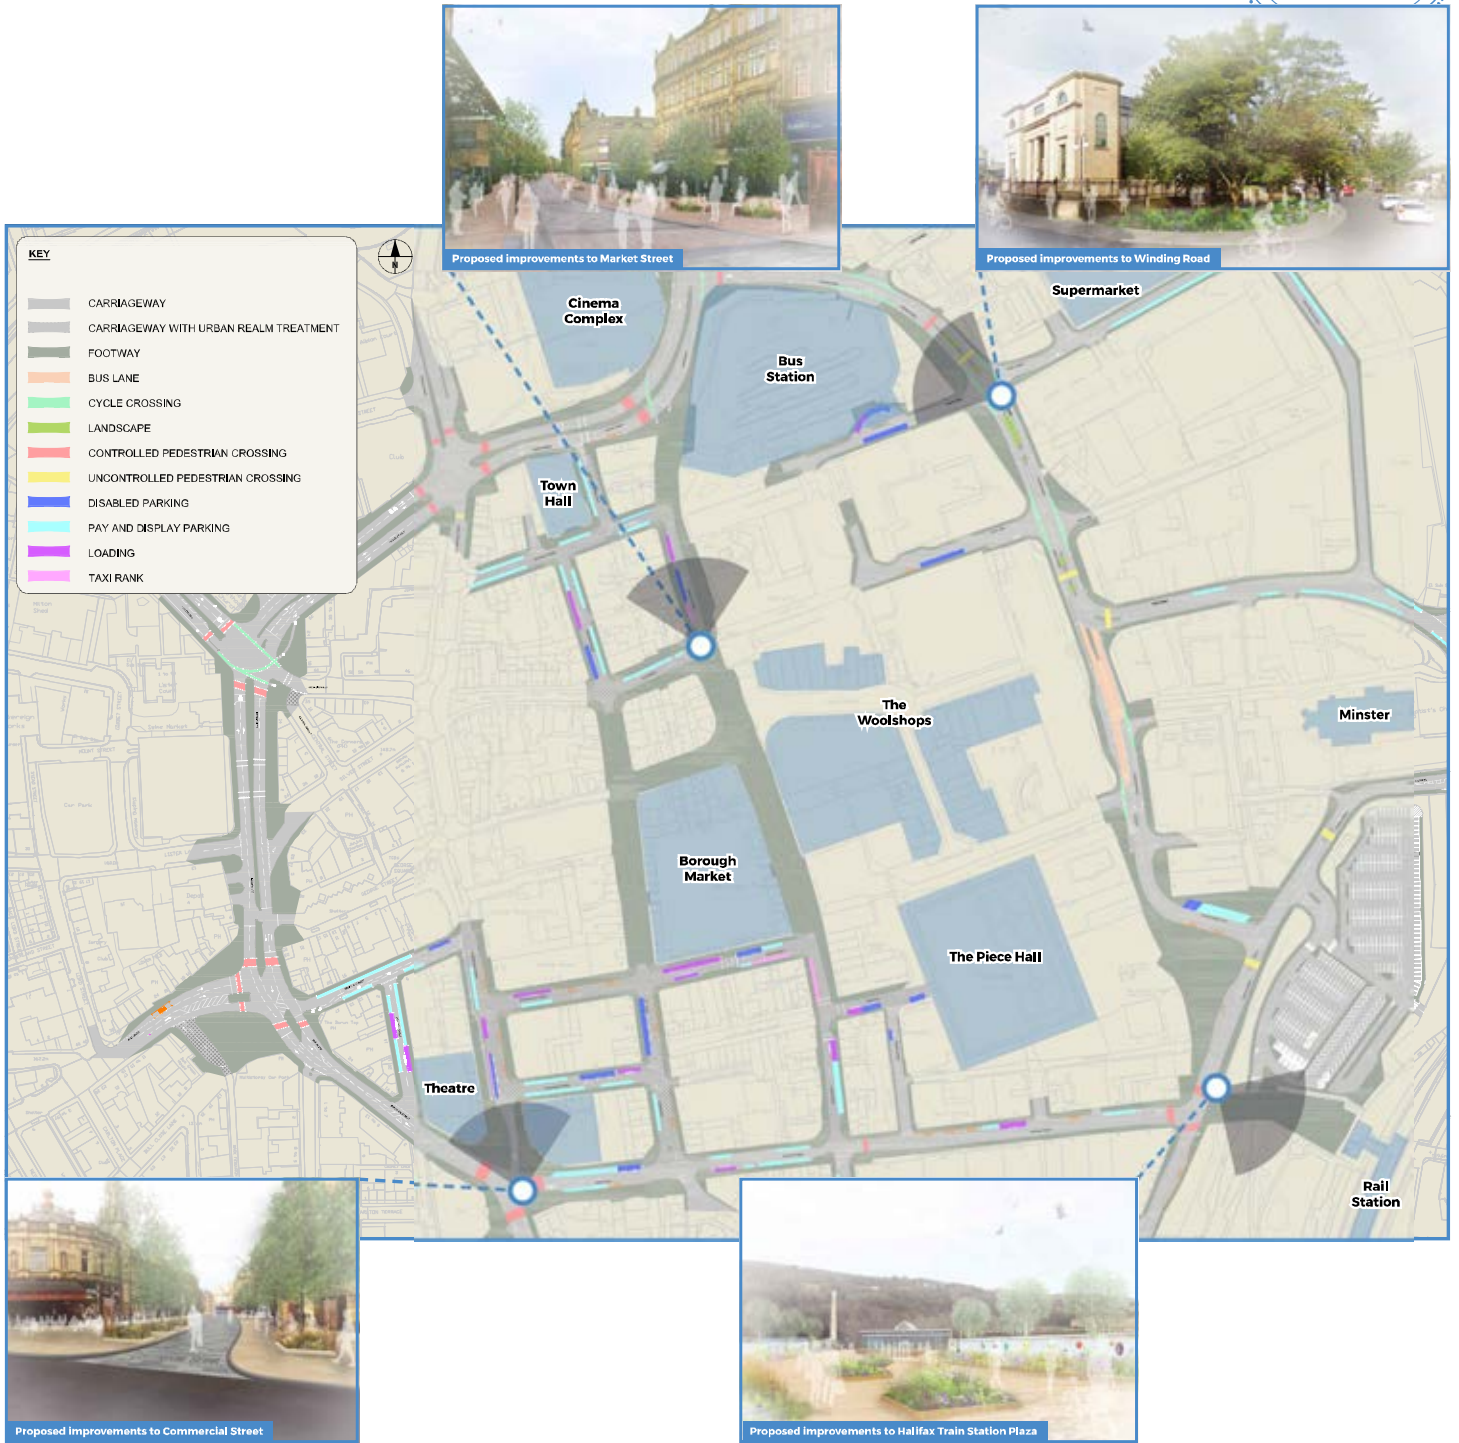 Proposed improvements to Market Street
Proposed improvements to Winding Road
KEY
CARRIAGEWAY
CARRIAGEWAY WITH URBAN REALM TREATMENT
FOOTWAY
BUS LANE
CYCLE CROSSING
LANDSCAPE
CONTROLLED PEDESTRIAN CROSSING
UNCONTROLLED PEDESTRIAN CROSSING
DISABLED PARKING
PAY AND DISPLAY PARKING
LOADING
TAXI RANK
N
Cinema
Complex
Supermarket
Bus
Station
Club
Town
Hall
The
Woolshops
Minster
Car Park
Borough
Market
The Piece Hall
Theatre
Rail
Station
Proposed improvements to Commercial Street
Proposed improvements to Halifax Train Station Plaza